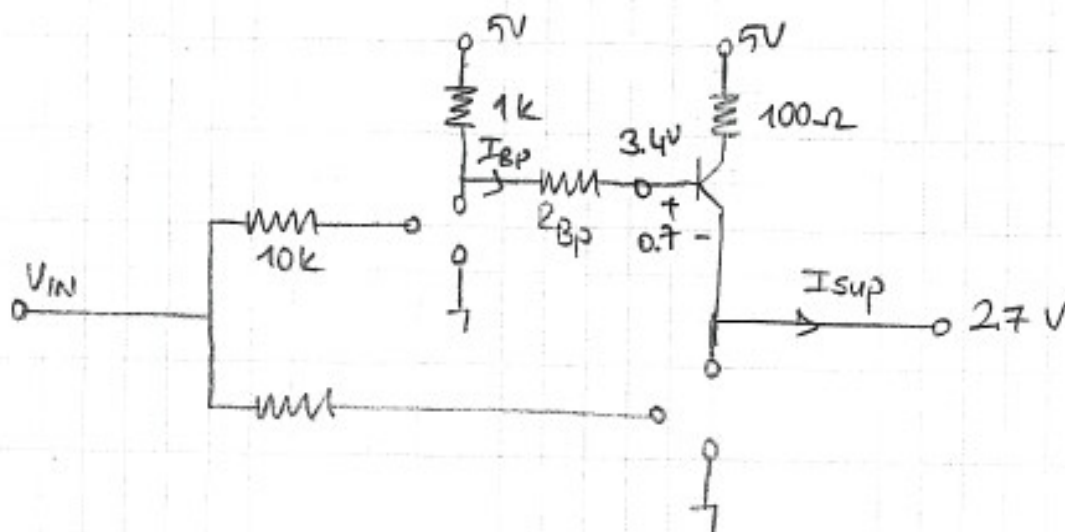 5V
5V
1k
100Ω
I_BP
3.4V
+
R_Bp
0.7 -
10k
V_IN
I_sup
2.7 V